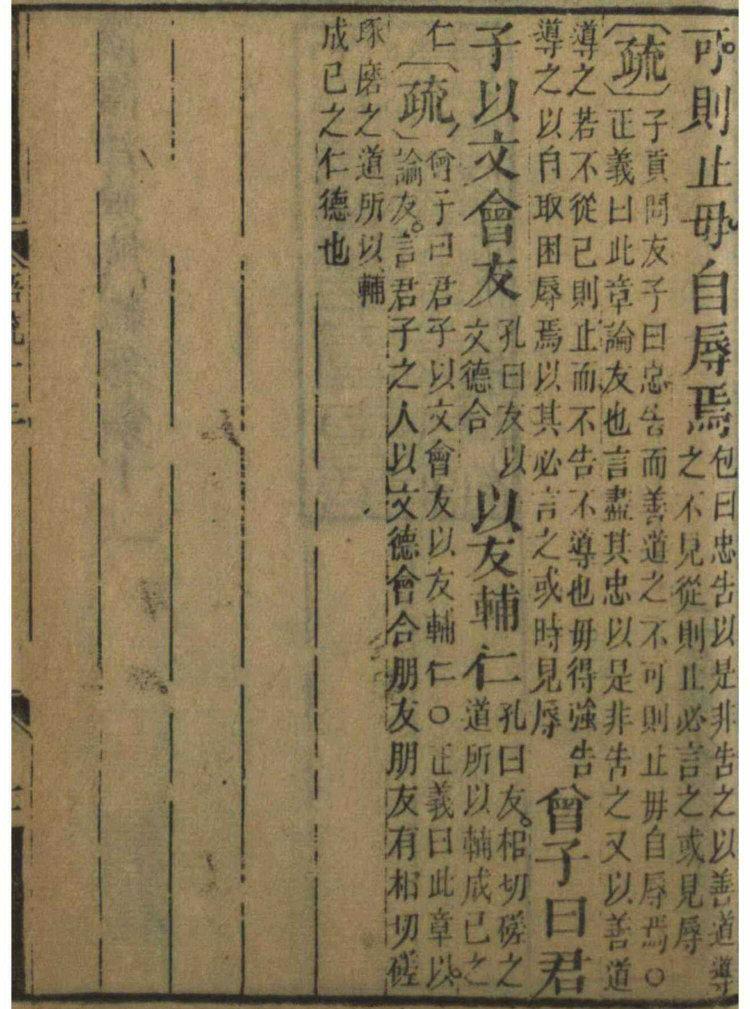 可則止毋自辱焉
包曰忠告以是非告之以善道導
之不見從則止必言之或見辱
〔疏〕
子貢問友子曰忠告而善道之不可則止毋自辱焉○
正義曰此章論友也言盡其忠以是非告之又以善道
導之若不從己則止而不告不導也毋得強告
導之以自取困辱焉以其必言之或時見辱
曾子曰君
子以文會友
孔曰友以
文德合
以友輔仁
孔曰友相切磋之
道所以輔成己之
仁
〔疏〕
曾子曰君子以文會友以友輔仁○正義曰此章以
論友言君子之人以文德會合朋友朋友有相切磋
琢磨之道所以輔
成己之仁德也